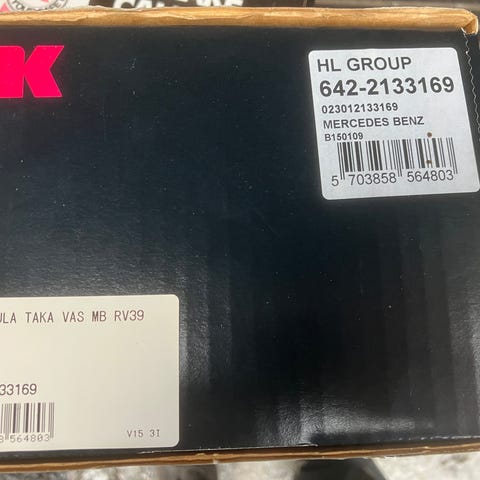 K
HL GROUP
642-2133169
023012133169
MERCEDES BENZ
B150109
5 703858 564803
ULA TAKA VAS MB RV39
33169
8 564803
V15 3I